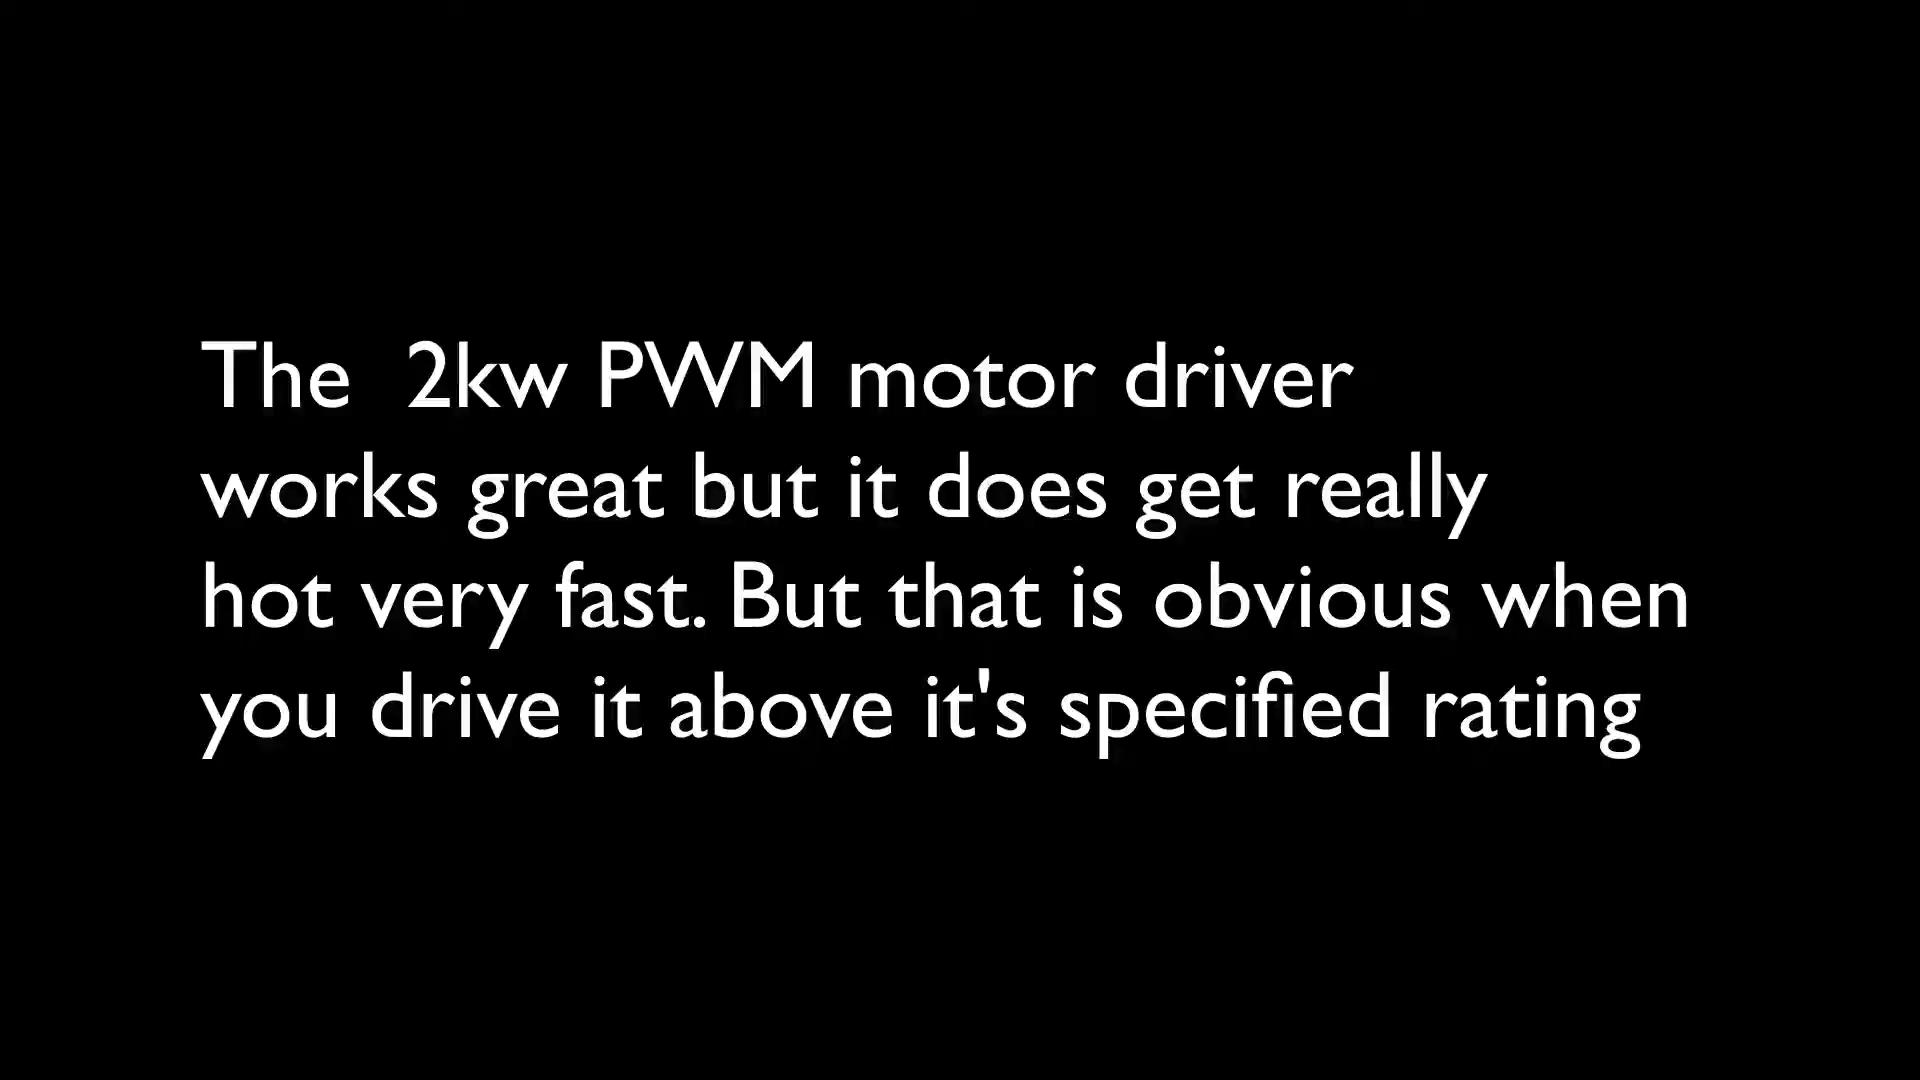 The  2kw PWM motor driver
works great but it does get really
hot very fast. But that is obvious when
you drive it above it's specified rating